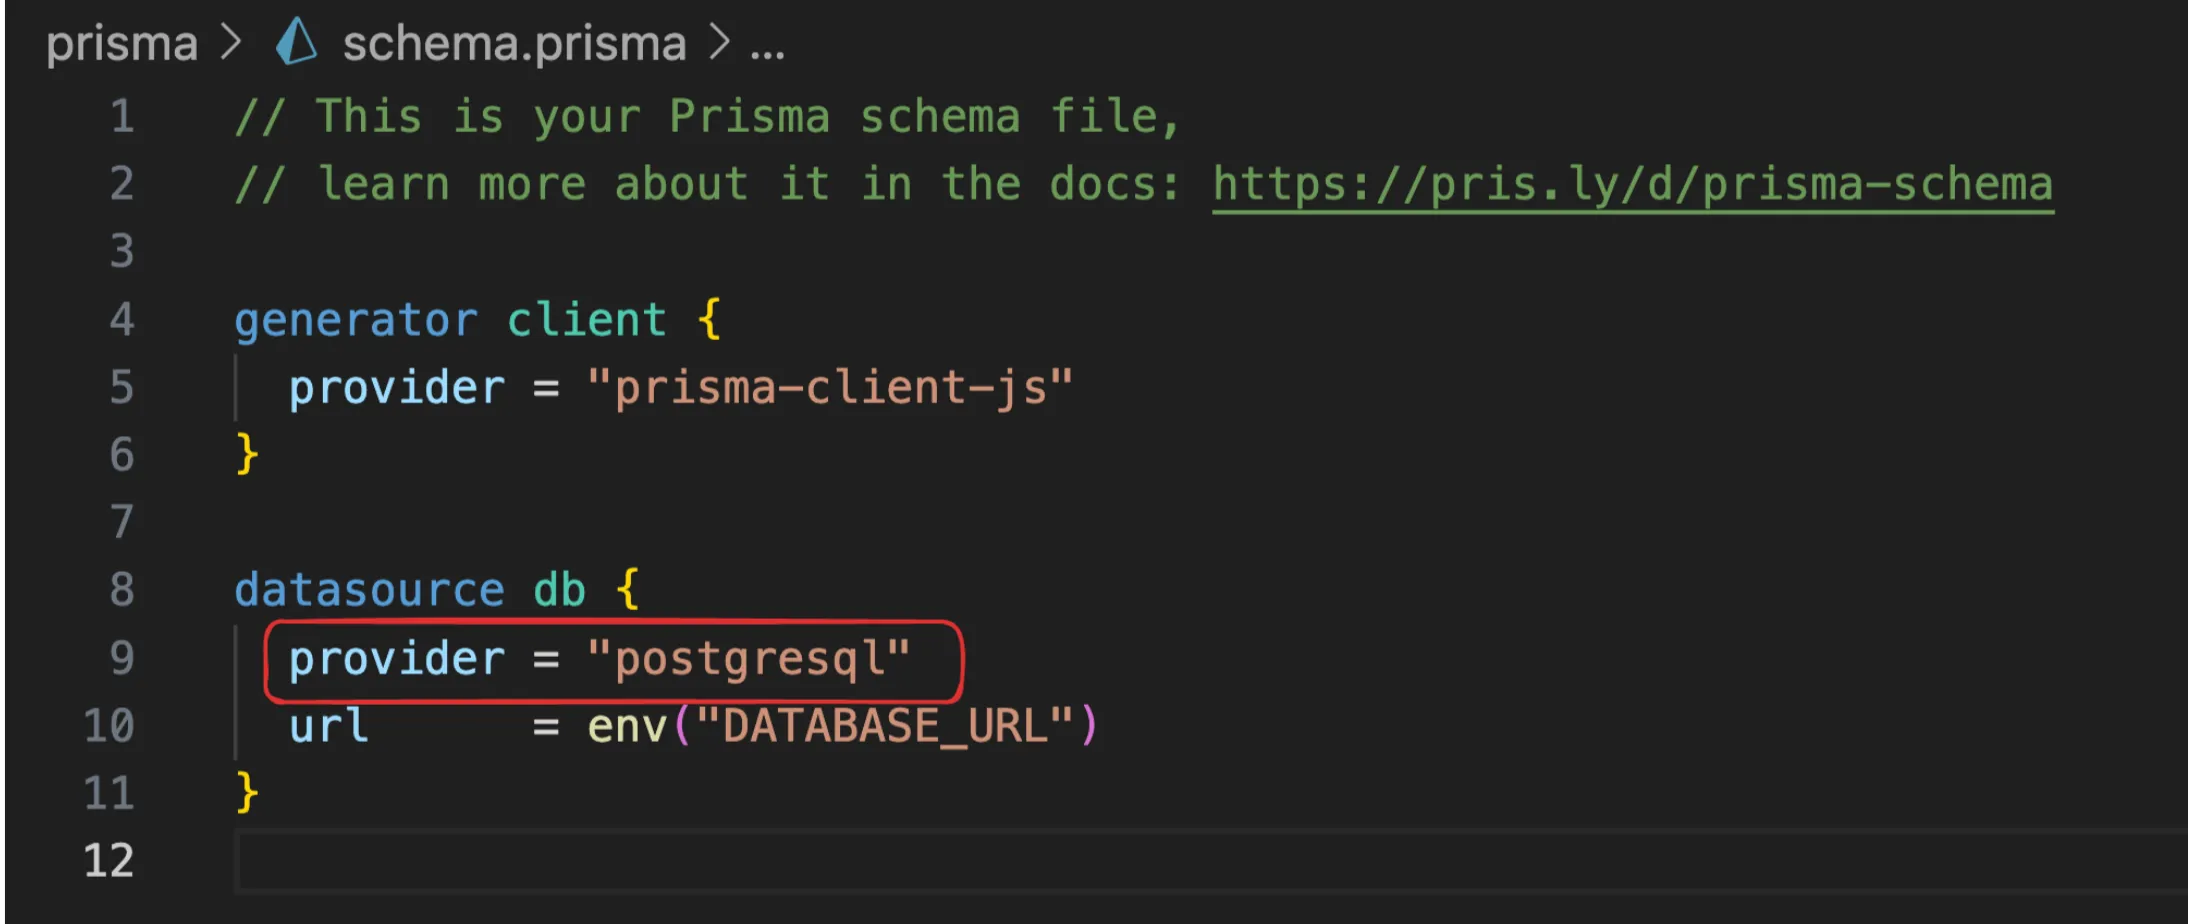 prisma > schema.prisma > ...
1 // This is your Prisma schema file,
2 // learn more about it in the docs: https://pris.ly/d/prisma-schema
3
4 generator client {
5   provider = "prisma-client-js"
6 }
7
8 datasource db {
9   provider = "postgresql"
10   url      = env("DATABASE_URL")
11 }
12